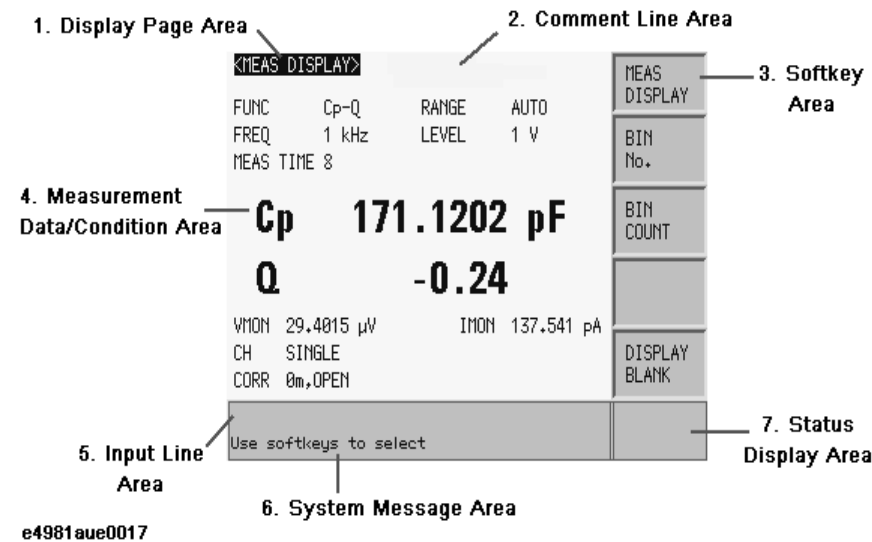 1. Display Page Area
2. Comment Line Area
<MEAS DISPLAY>
FUNC Cp-Q RANGE AUTO
FREQ 1 kHz LEVEL 1 V
MEAS TIME 8
MEAS
DISPLAY
3. Softkey
Area
BIN
No.
4. Measurement
Data/Condition Area
Cp 171.1202 pF
BIN
COUNT
Q -0.24
VMON 29.4015 µV IMON 137.541 pA
CH SINGLE
CORR 0m,OPEN
DISPLAY
BLANK
Use softkeys to select
5. Input Line
Area
6. System Message Area
7. Status
Display Area
e4981aue0017